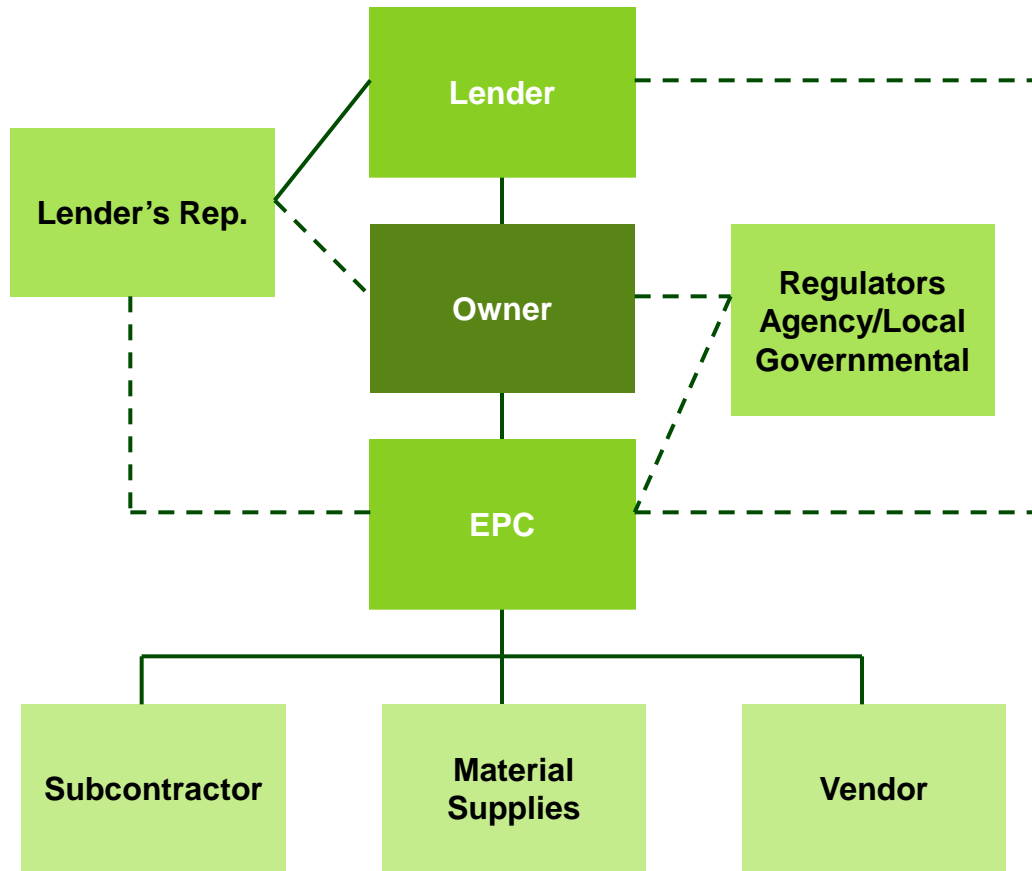 Lender
Lender’s Rep.
Owner
Regulators
Agency/Local
Governmental
EPC
Subcontractor
Material
Supplies
Vendor